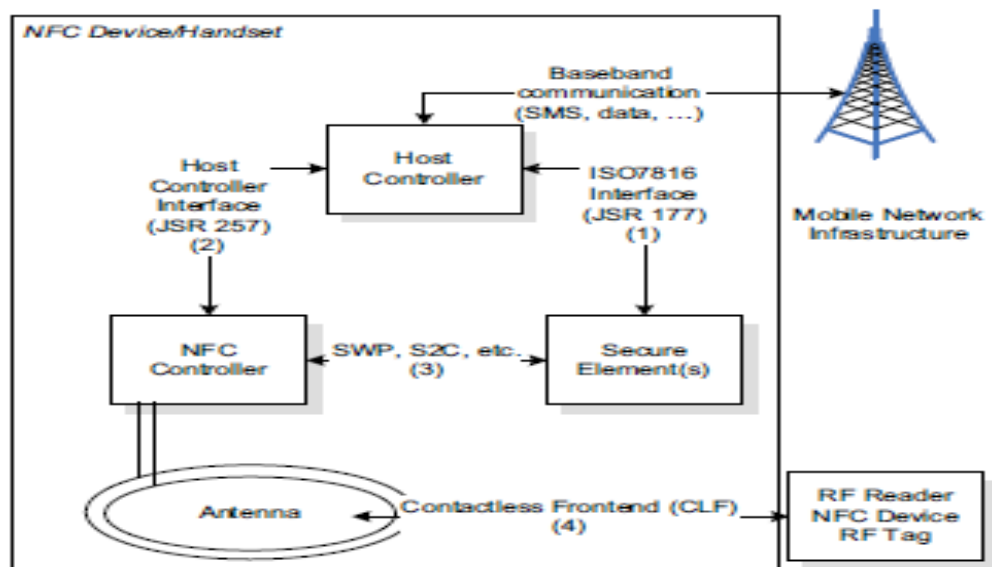 NFC Device/Handset
Baseband
communication
(SMS, data, ...)
Host
Controller
Host
Controller
Interface
(JSR 257)
(2)
ISO7816
Interface
(JSR 177)
(1)
Mobile Network
Infrastructure
NFC
Controller
SWP, S2C, etc.
(3)
Secure
Element(s)
Antenna
Contactless Frontend (CLF)
(4)
RF Reader
NFC Device
RF Tag